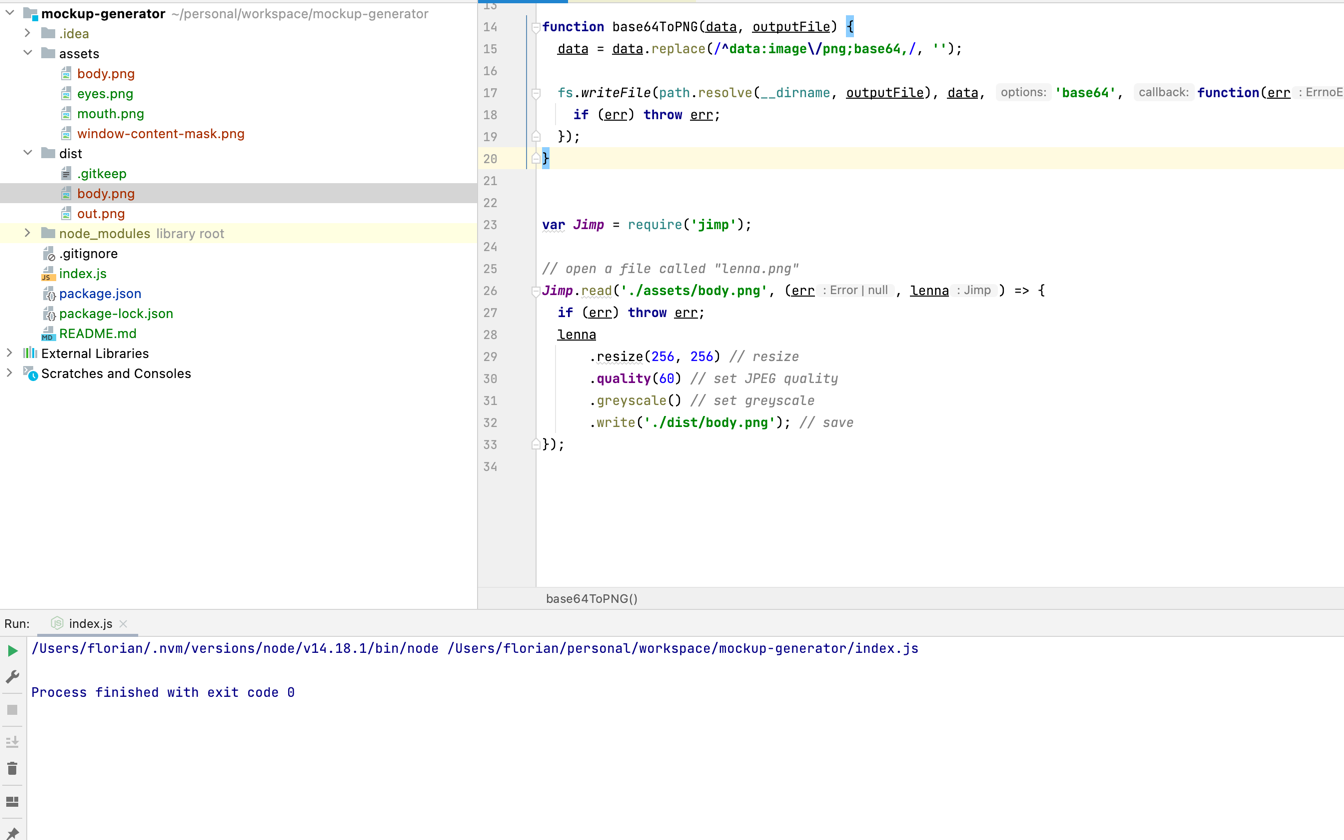 mockup-generator ~/personal/workspace/mockup-generator
.idea
assets
body.png
eyes.png
mouth.png
window-content-mask.png
dist
.gitkeep
body.png
out.png
node_modules library root
.gitignore
index.js
package.json
package-lock.json
README.md
External Libraries
Scratches and Consoles
13
14 function base64ToPNG(data, outputFile) {
15 data = data.replace(/^data:image\/png;base64,/, '');
16
17 fs.writeFile(path.resolve(__dirname, outputFile), data, options: 'base64', callback: function(err : ErrnoE
18 if (err) throw err;
19 });
20 }
21
22
23 var Jimp = require('jimp');
24
25 // open a file called "lenna.png"
26 Jimp.read('./assets/body.png', (err : Error | null , lenna : Jimp ) => {
27 if (err) throw err;
28 lenna
29 .resize(256, 256) // resize
30 .quality(60) // set JPEG quality
31 .greyscale() // set greyscale
32 .write('./dist/body.png'); // save
33 });
34
base64ToPNG()
Run: index.js
/Users/florian/.nvm/versions/node/v14.18.1/bin/node /Users/florian/personal/workspace/mockup-generator/index.js
Process finished with exit code 0